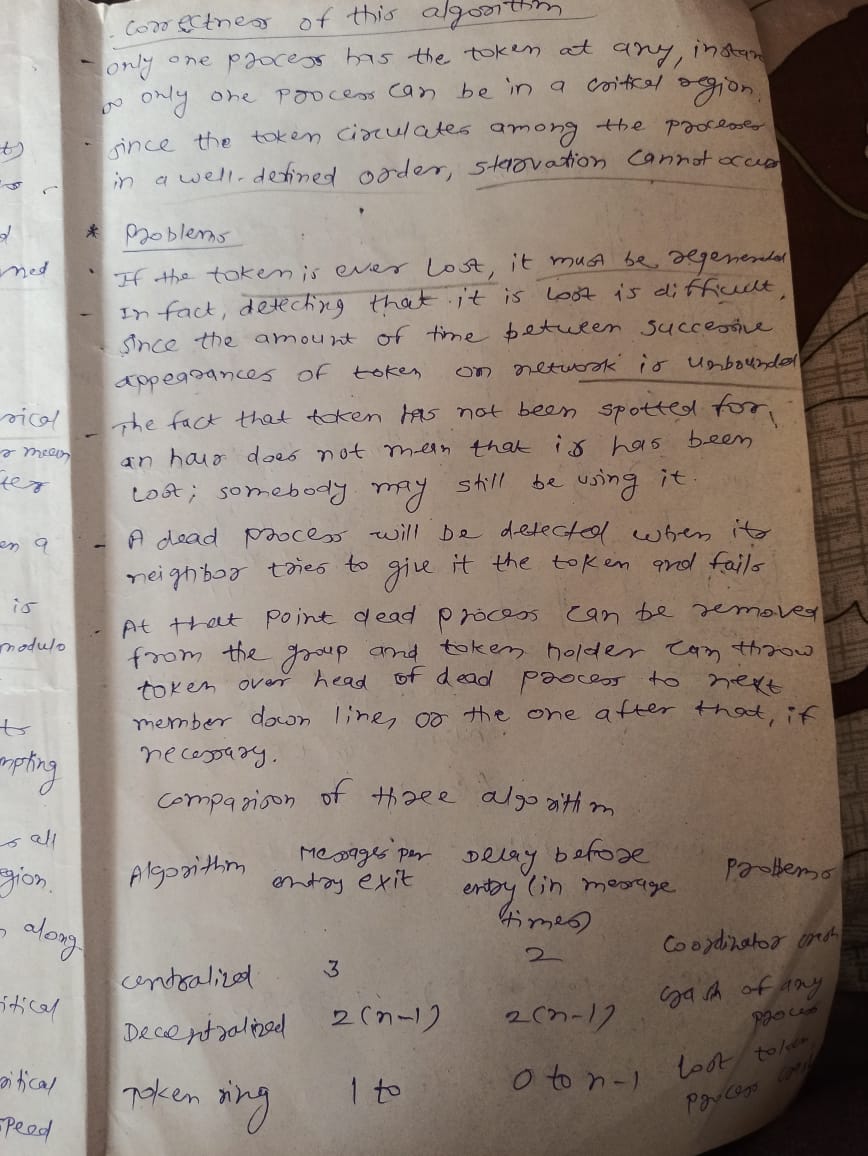 Correctness of this algorithm
- only one process has the token at any, instan
so only one process can be in a critcal region.
. since the token circulates among the processes
in a well-defined order, starvation cannot occur
* Problems
. If the token is ever lost, it must be regenerated
- In fact, detecting that it is lost is difficult.
since the amount of time between successive
appearances of token on network is unbounded
- The fact that token has not been spotted for
an hour does not mean that is has been
lost; somebody may still be using it.
- A dead process will be detected when its
neighbor tries to give it the token and fails
. At that point dead process can be removed
from the group and token holder can throw
token over head of dead process to next
member down line, or the one after that, if
necessary.
comparison of three algorithm
Algorithm Messages per entry exit Delay before entry (in message times) Problems
centralized 3 2 Coordinator crash
Decentralized 2(n-1) 2(n-1) crash of any process
Token ring 1 to 0 to n-1 lost token, process
t)
d
ned
rical
mean
ter
en a
is
modulo
ts
mpting
s all
gion.
along
itical
ritical
speed